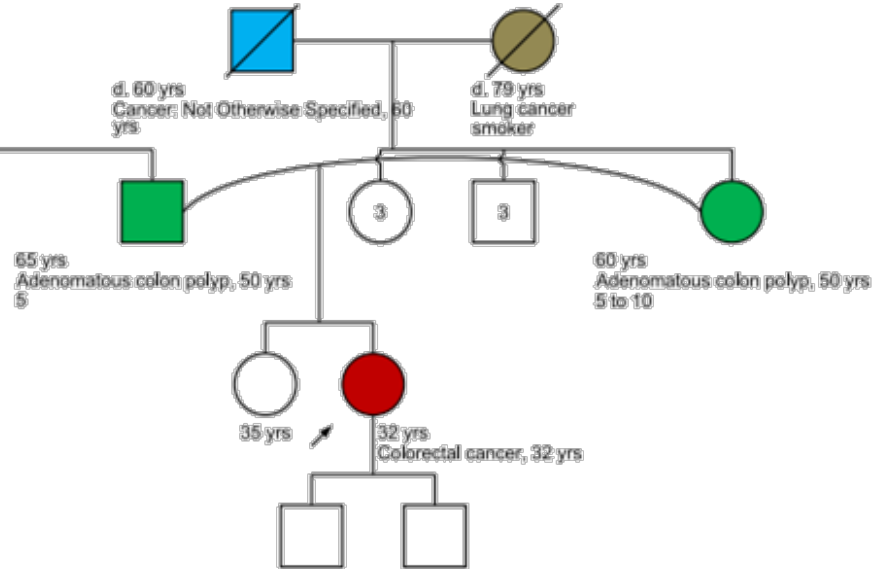 d. 60 yrs
Cancer: Not Otherwise Specified, 60
yrs
d. 79 yrs
Lung cancer
smoker
3
3
65 yrs
Adenomatous colon polyp, 50 yrs
5
60 yrs
Adenomatous colon polyp, 50 yrs
5 to 10
35 yrs
32 yrs
Colorectal cancer, 32 yrs